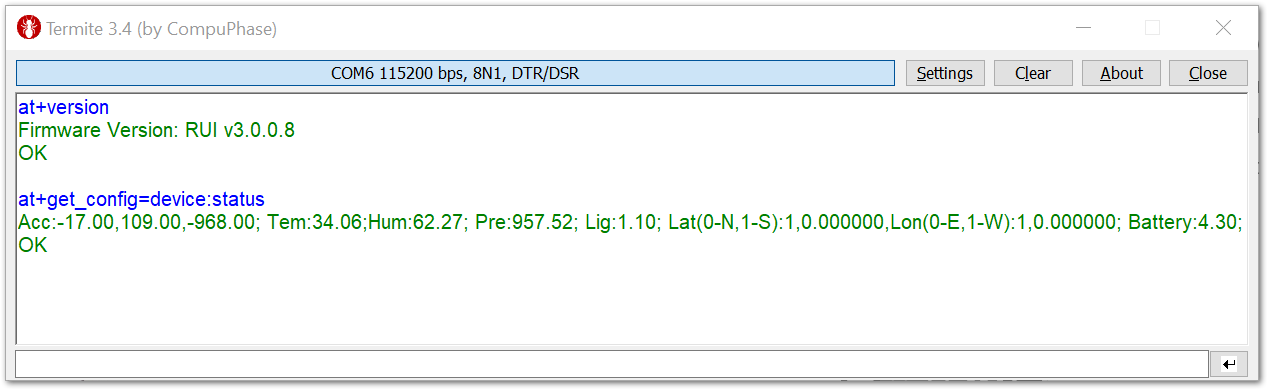 Termite 3.4 (by CompuPhase)
COM6 115200 bps, 8N1, DTR/DSR
Settings
Clear
About
Close
at+version
Firmware Version: RUI v3.0.0.8
OK
at+get_config=device:status
Acc:-17.00,109.00,-968.00; Tem:34.06;Hum:62.27; Pre:957.52; Lig:1.10; Lat(0-N,1-S):1,0.000000,Lon(0-E,1-W):1,0.000000; Battery:4.30;
OK